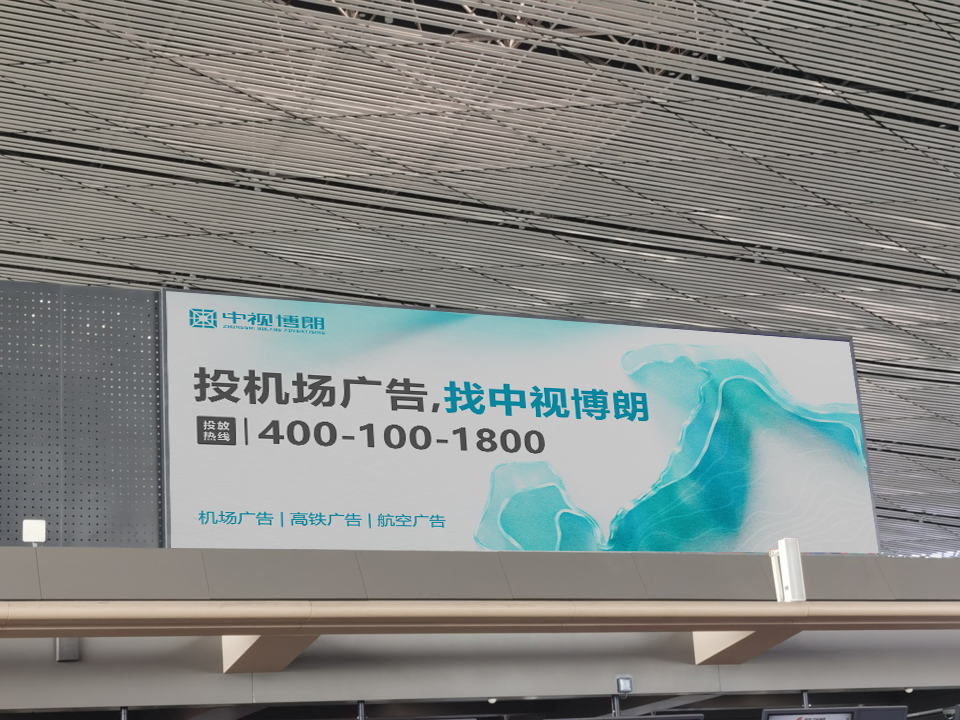 中视博朗
投机场广告,找中视博朗
投放热线 | 400-100-1800
机场广告 | 高铁广告 | 航空广告